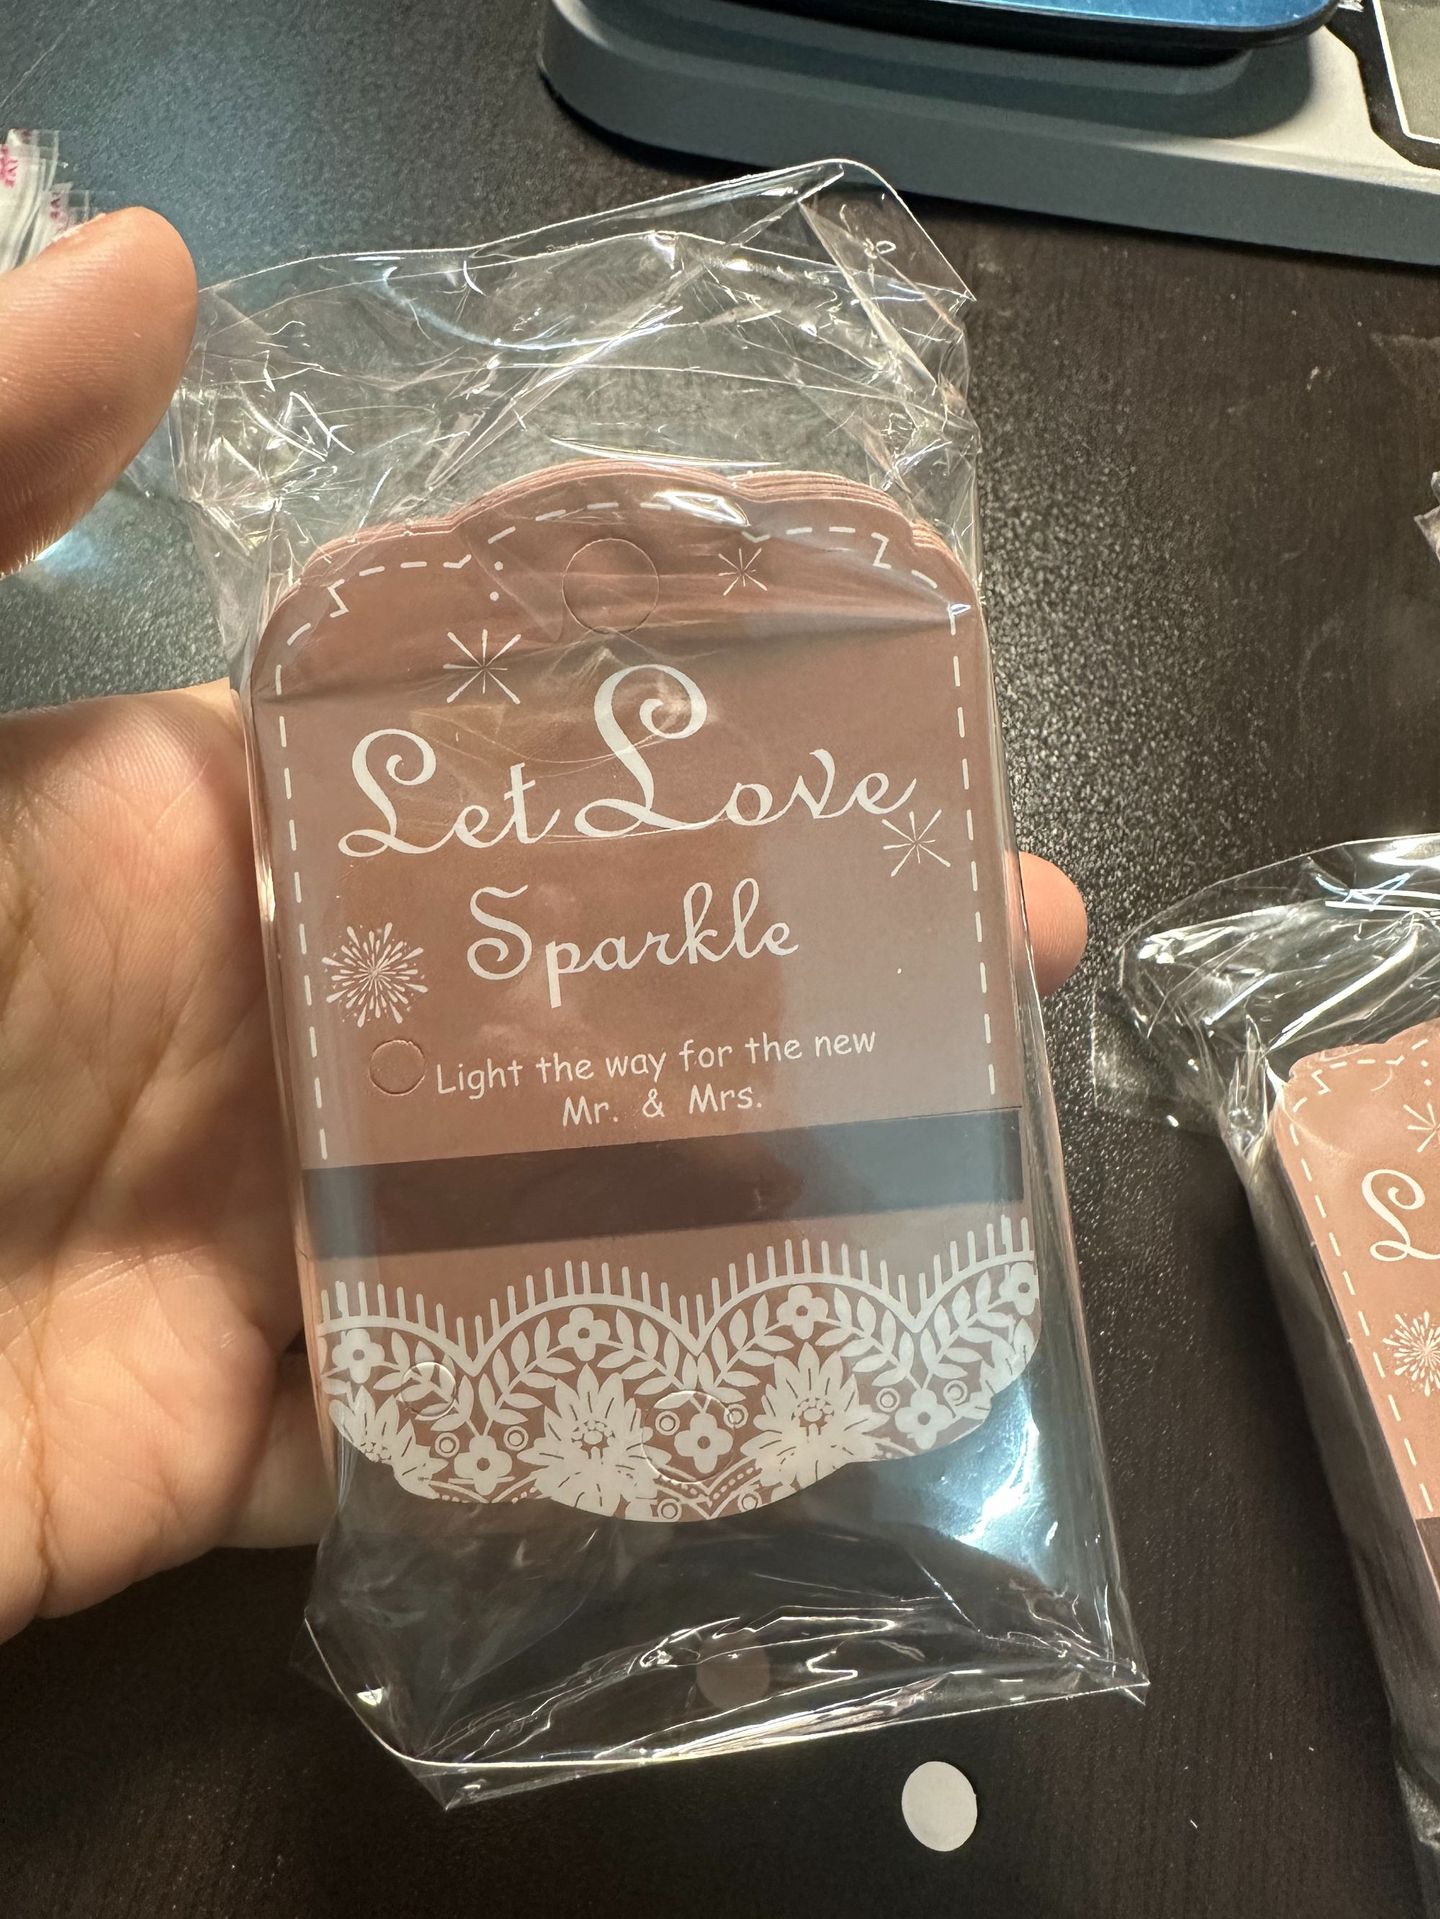 Let Love
Sparkle
Light the way for the new
Mr. & Mrs.
L